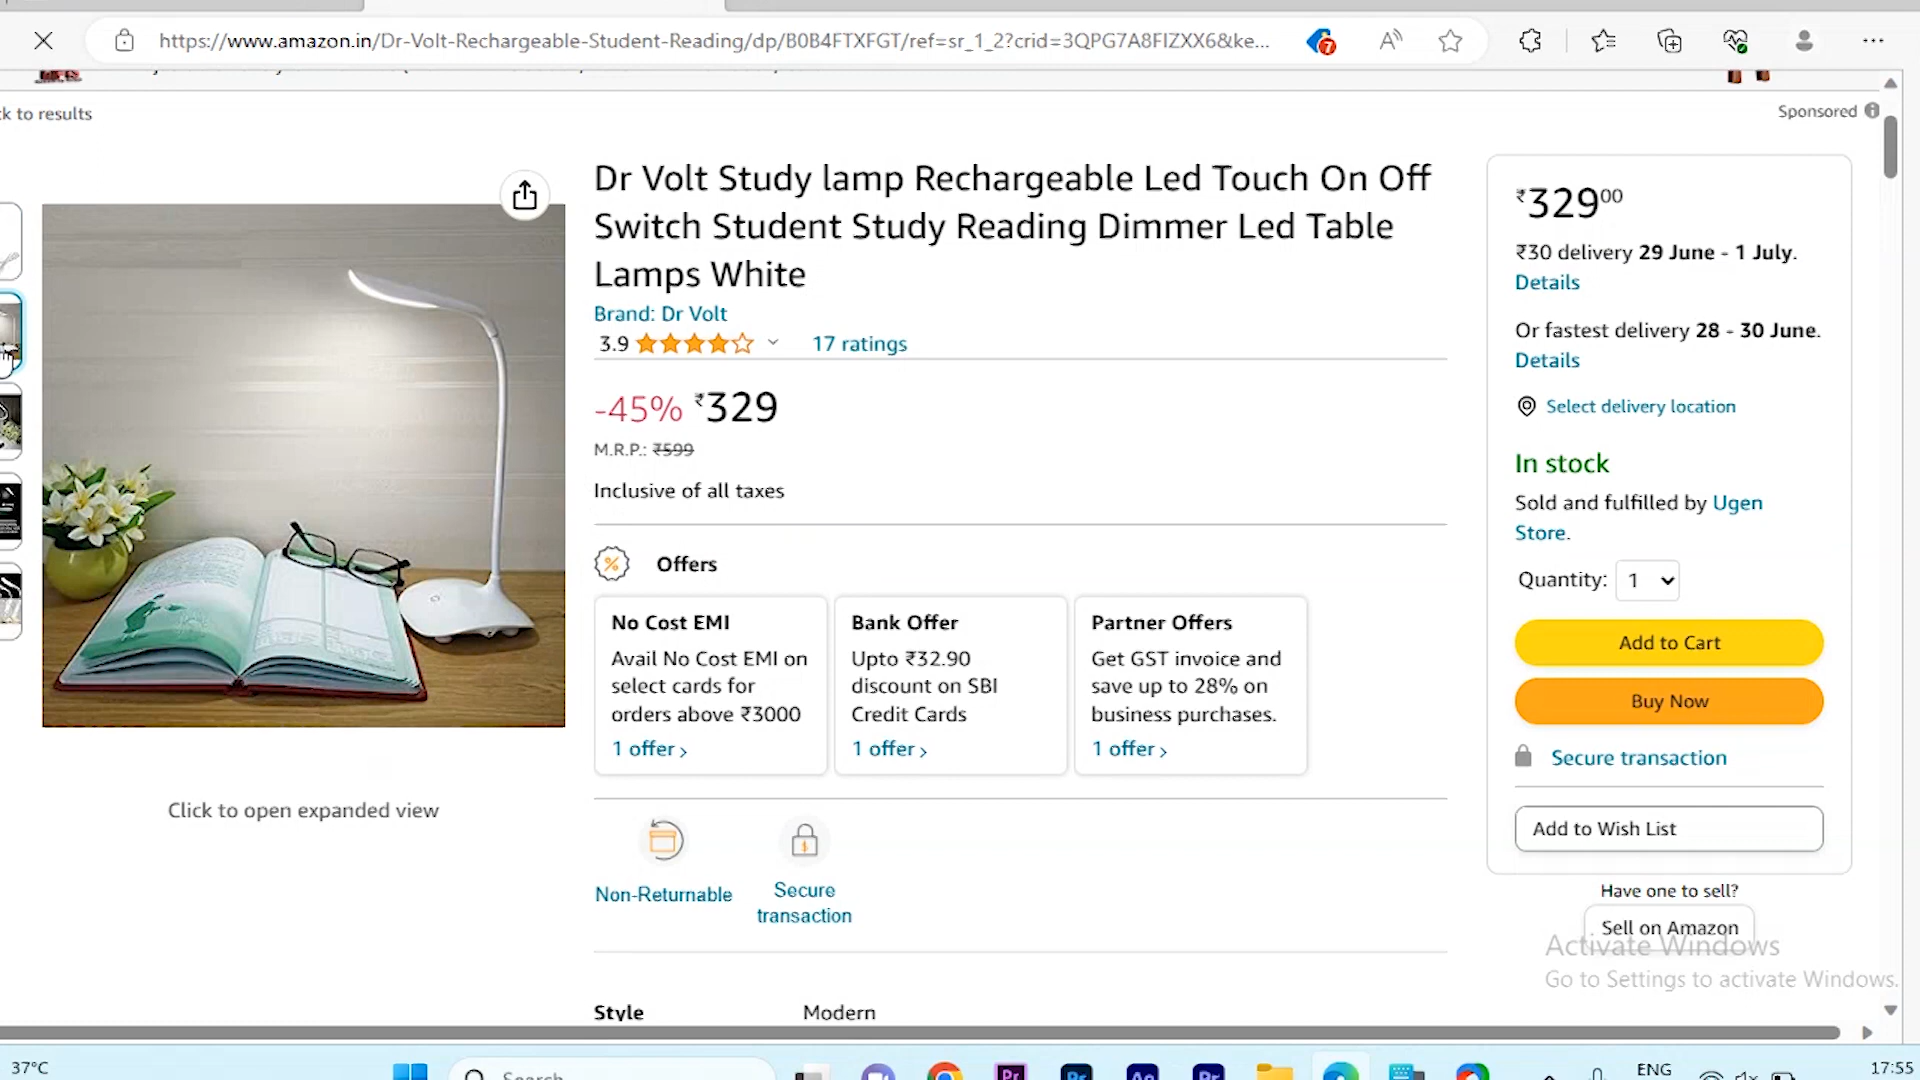 https://www.amazon.in/Dr-Volt-Rechargeable-Student-Reading/dp/B0B4FTXFGT/ref=sr_1_2?crid=3QPG7A8FIZXX6&ke...
7
ck to results
Sponsored
Dr Volt Study lamp Rechargeable Led Touch On Off
Switch Student Study Reading Dimmer Led Table
Lamps White
Brand: Dr Volt
3.9 17 ratings
-45% ₹329
M.R.P.: ₹599
Inclusive of all taxes
Offers
No Cost EMI
Avail No Cost EMI on
select cards for
orders above ₹3000
1 offer
Bank Offer
Upto ₹32.90
discount on SBI
Credit Cards
1 offer
Partner Offers
Get GST invoice and
save up to 28% on
business purchases.
1 offer
Click to open expanded view
Non-Returnable
Secure
transaction
Style Modern
₹32900
₹30 delivery 29 June - 1 July.
Details
Or fastest delivery 28 - 30 June.
Details
Select delivery location
In stock
Sold and fulfilled by Ugen
Store.
Quantity: 1
Add to Cart
Buy Now
Secure transaction
Add to Wish List
Have one to sell?
Sell on Amazon
Activate Windows
Go to Settings to activate Windows.
37°C
Search
Pr
Ps
Ae
Pr
ENG
17:55